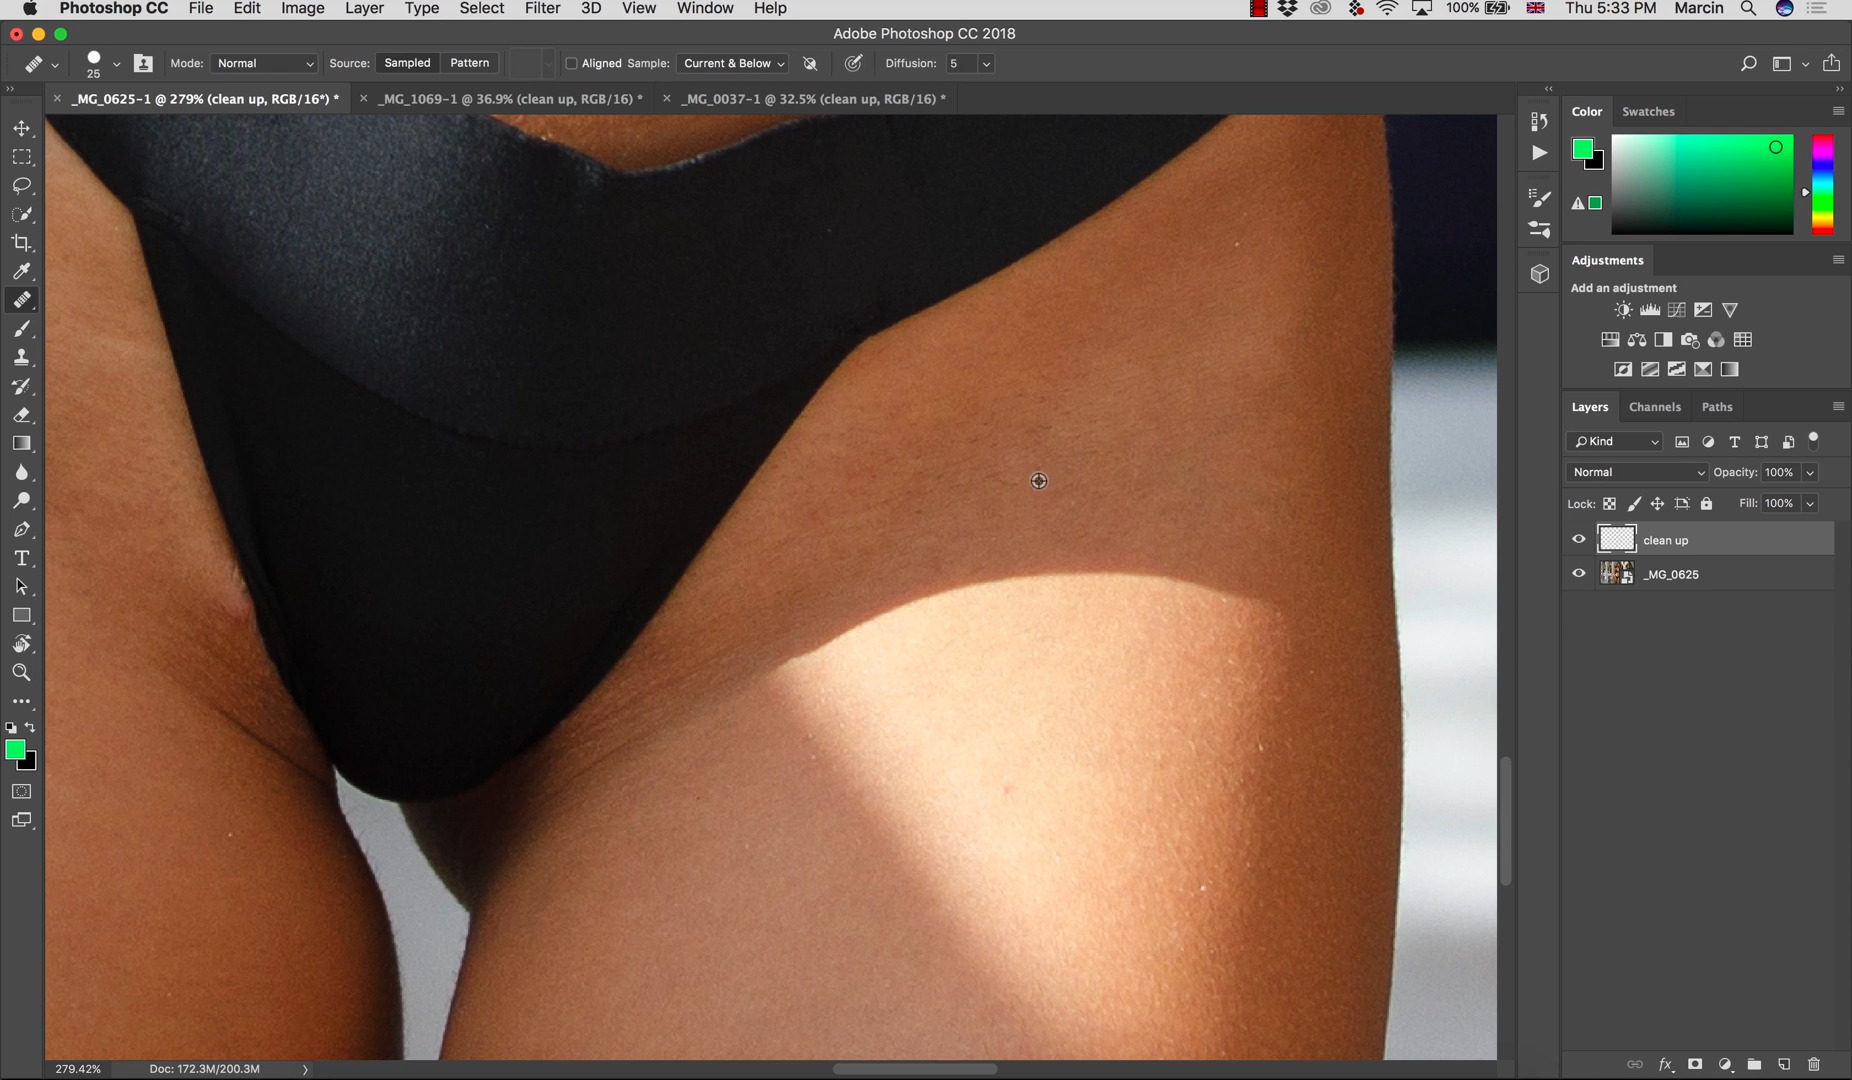 Photoshop CC File Edit Image Layer Type Select Filter 3D View Window Help 100% Thu 5:33 PM Marcin
Adobe Photoshop CC 2018
25 Mode: Normal Source: Sampled Pattern Aligned Sample: Current & Below Diffusion: 5
_MG_0625-1 @ 279% (clean up, RGB/16*) * _MG_1069-1 @ 36.9% (clean up, RGB/16) * _MG_0037-1 @ 32.5% (clean up, RGB/16) *
Color Swatches
Adjustments
Add an adjustment
Layers Channels Paths
Kind
Normal Opacity: 100%
Lock: Fill: 100%
clean up
_MG_0625
279.42% Doc: 172.3M/200.3M
fx